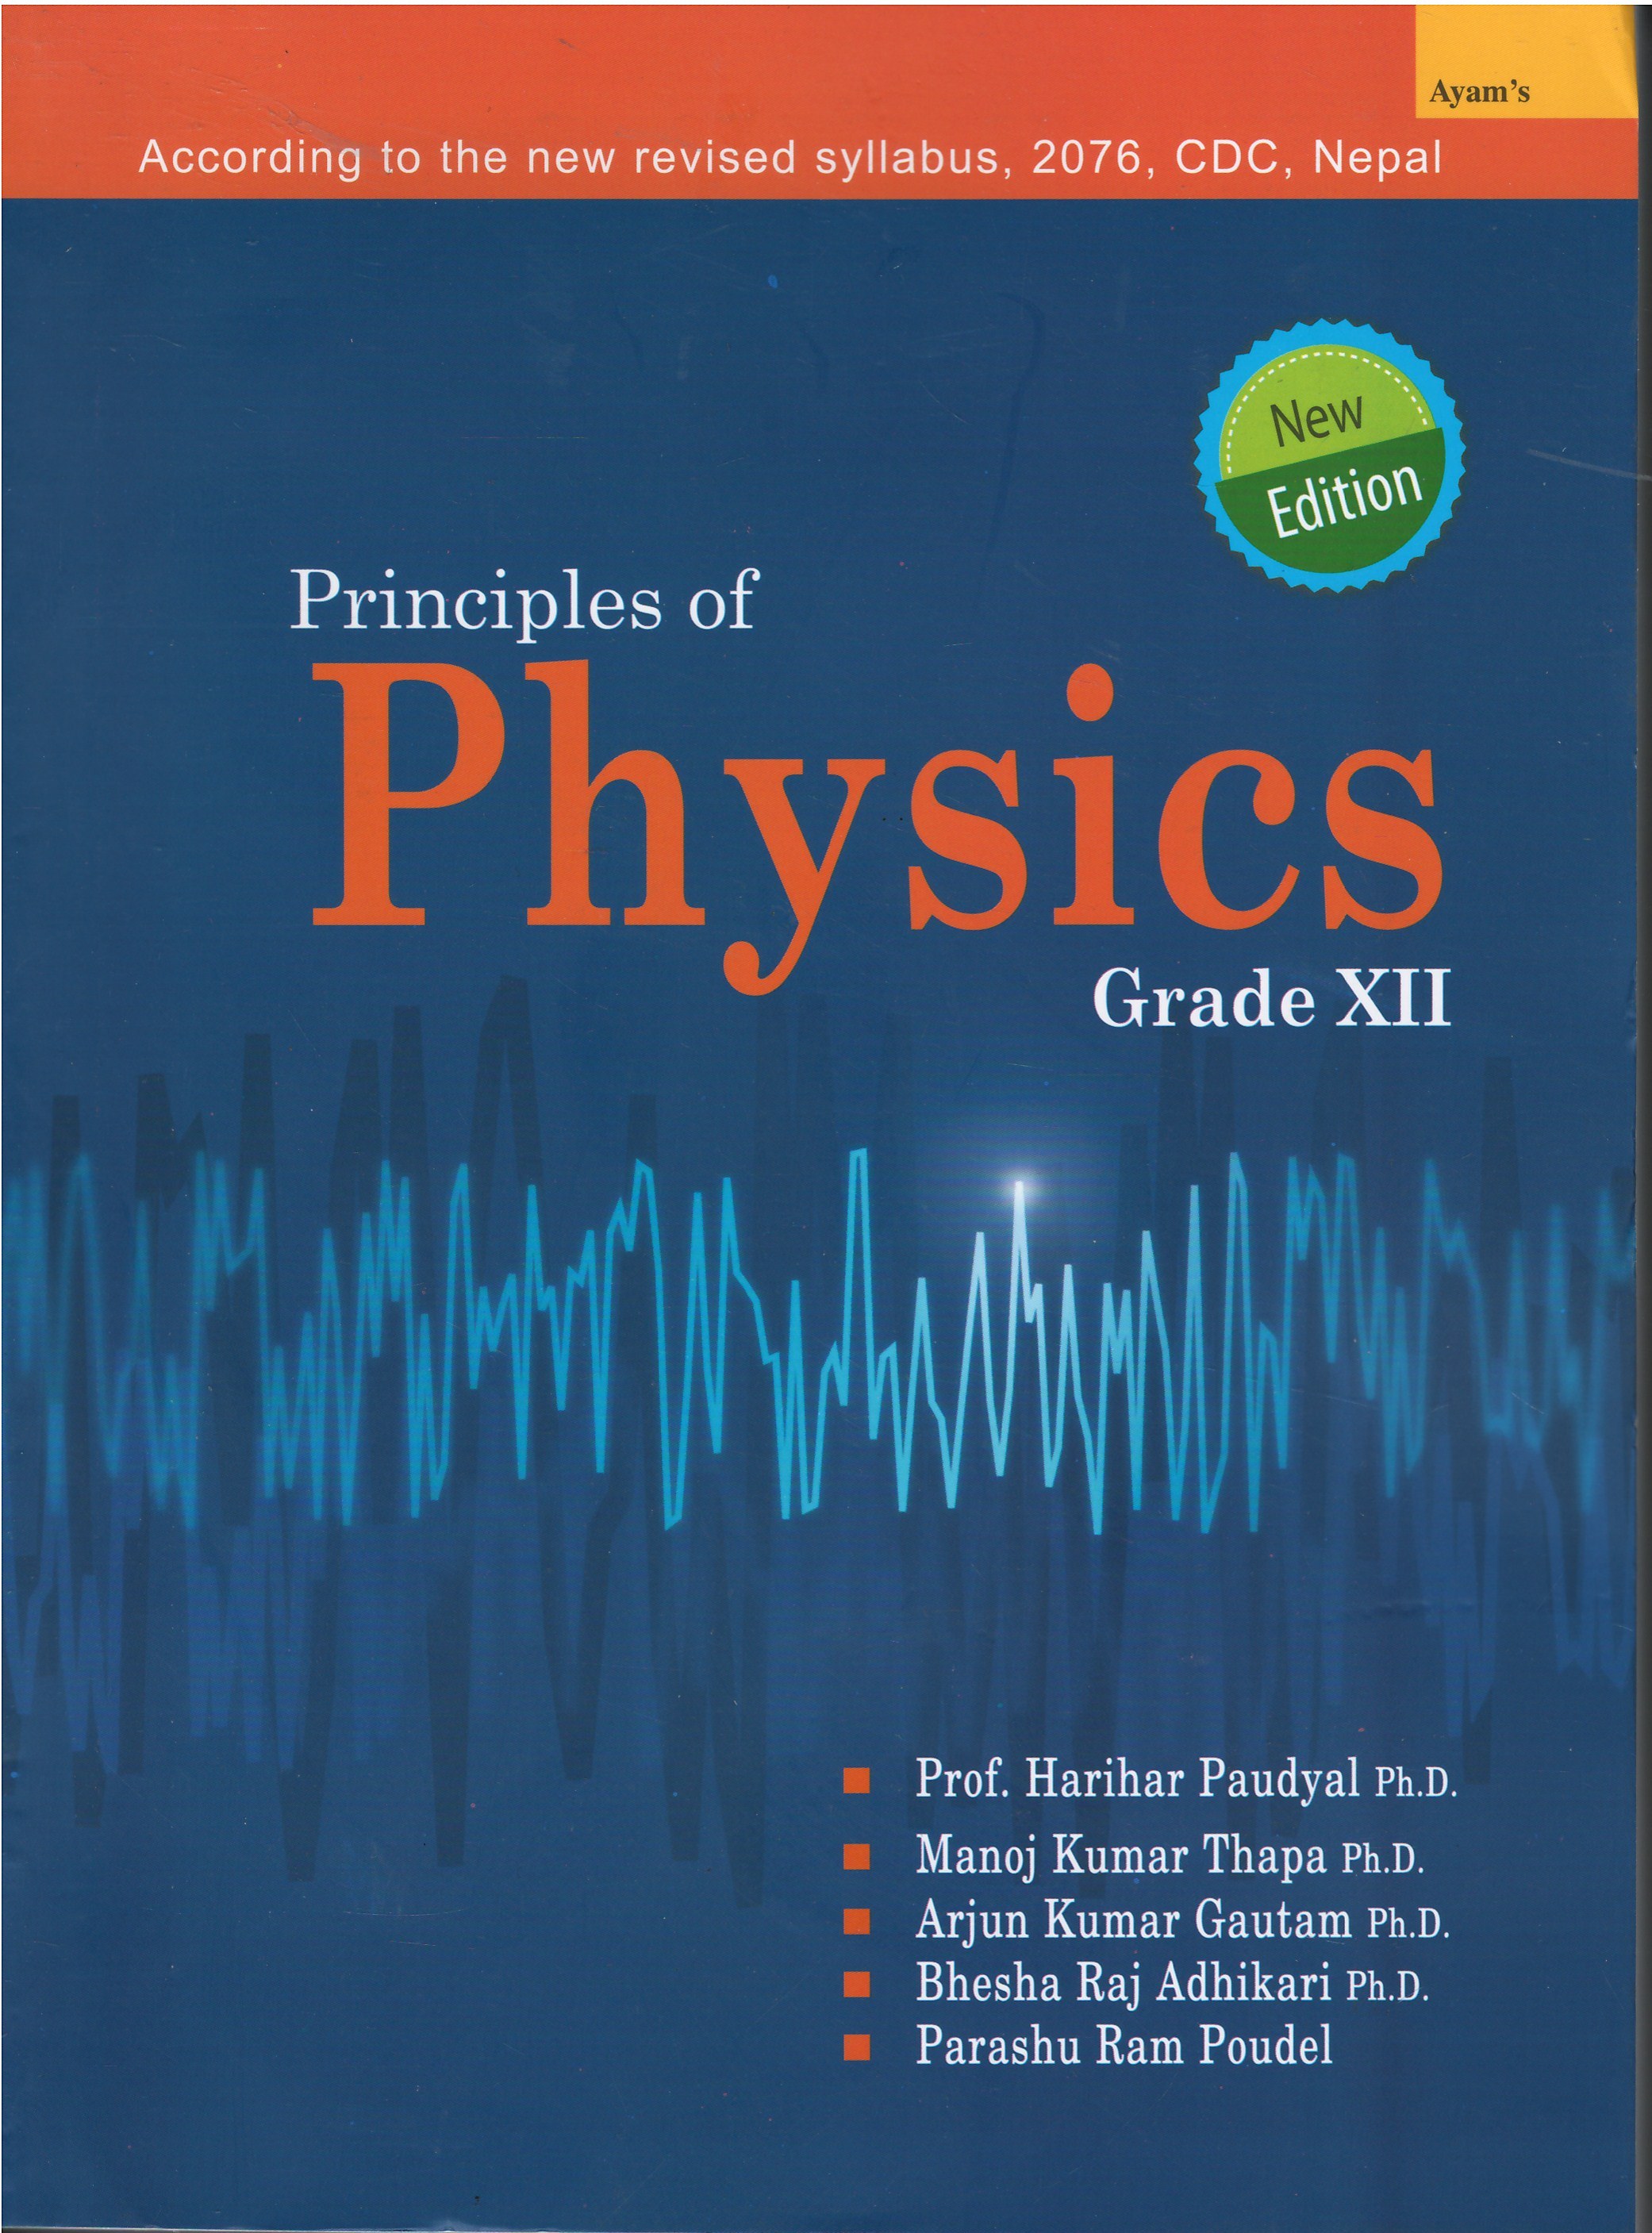 Ayam's
According to the new revised syllabus, 2076, CDC, Nepal
New
Edition
Principles of
Physics
Grade XII
Prof. Harihar Paudyal Ph.D.
Manoj Kumar Thapa Ph.D.
Arjun Kumar Gautam Ph.D.
Bhesha Raj Adhikari Ph.D.
Parashu Ram Poudel